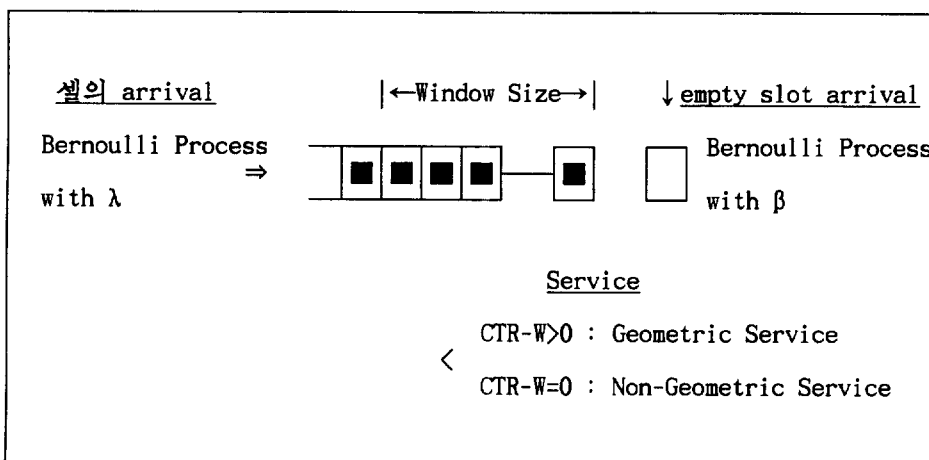 셀의 arrival |←Window Size→| ↓empty slot arrival
Bernoulli Process ⇒ Bernoulli Process
with λ with β
Service
< CTR-W>0 : Geometric Service
CTR-W=0 : Non-Geometric Service